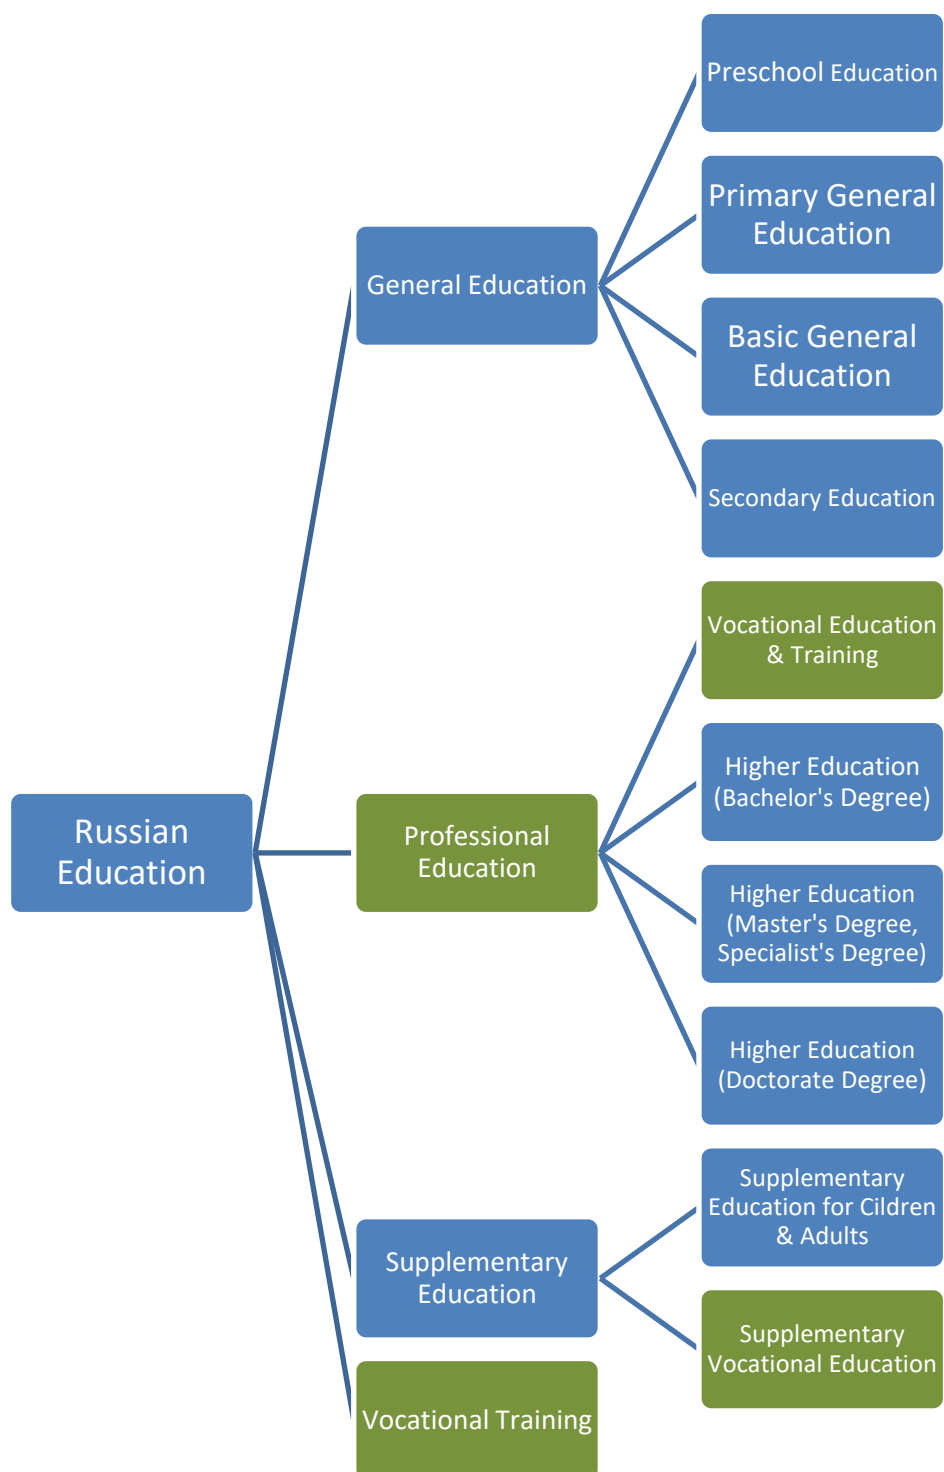 Preschool Education
Primary General
Education
General Education
Basic General
Education
Secondary Education
Vocational Education
& Training
Higher Education
(Bachelor's Degree)
Russian
Education
Professional
Education
Higher Education
(Master's Degree,
Specialist's Degree)
Higher Education
(Doctorate Degree)
Supplementary
Education for Cildren
& Adults
Supplementary
Education
Supplementary
Vocational Education
Vocational Training